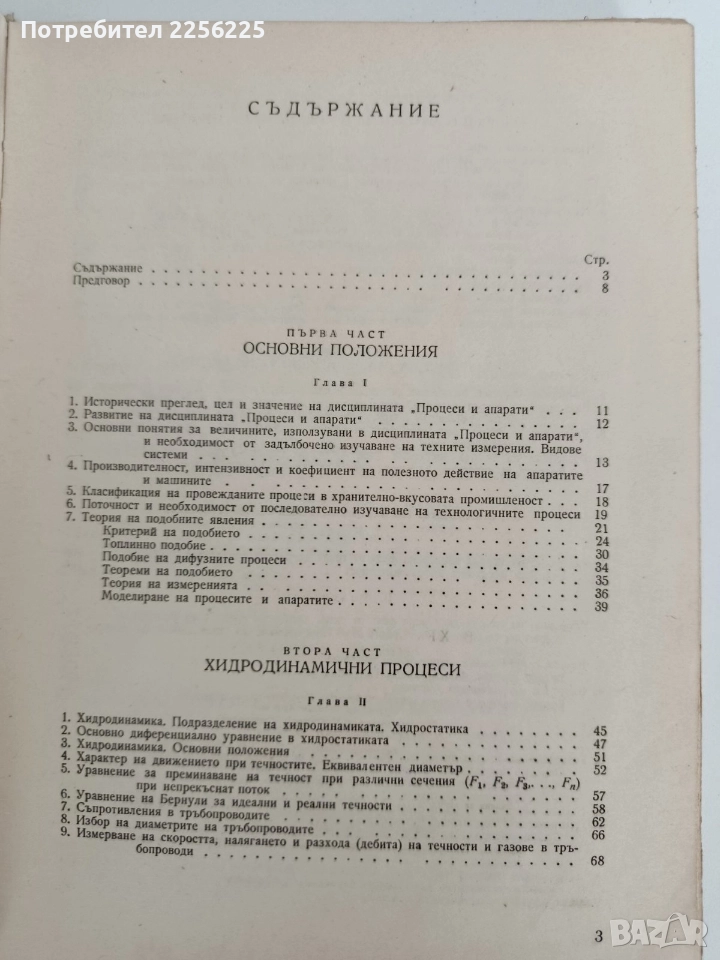 Потребител 2256225
СЪДЪРЖАНИЕ
Стр.
Съдържание . . . 3
Предговор . . . 8
ПЪРВА ЧАСТ
ОСНОВНИ ПОЛОЖЕНИЯ
Глава I
1. Исторически преглед, цел и значение на дисциплината „Процеси и апарати“ . . . 11
2. Развитие на дисциплината „Процеси и апарати“ . . . 12
3. Основни понятия за величините, използувани в дисциплината „Процеси и апарати“,
и необходимост от задълбочено изучаване на техните измерения. Видове
системи . . . 13
4. Производителност, интензивност и коефициент на полезното действие на апаратите
и машините . . . 17
5. Класификация на провежданите процеси в хранително-вкусовата промишленост . . 18
6. Поточност и необходимост от последователно изучаване на технологичните процеси 19
7. Теория на подобните явления . . . 21
Критерий на подобието . . . 24
Топлинно подобие . . . 30
Подобие на дифузните процеси . . . 34
Теореми на подобието . . . 35
Теория на измеренията . . . 36
Моделиране на процесите и апаратите . . . 39
ВТОРА ЧАСТ
ХИДРОДИНАМИЧНИ ПРОЦЕСИ
Глава II
1. Хидродинамика. Подразделение на хидродинамиката. Хидростатика . . . 45
2. Основно диференциално уравнение в хидростатиката . . . 47
3. Хидродинамика. Основни положения . . . 51
4. Характер на движението при течностите. Еквивалентен диаметър . . . 52
5. Уравнение за преминаване на течност при различни сечения (F₁, F₂, F₃, . . ., Fₙ)
при непрекъснат поток . . . 57
6. Уравнение на Бернули за идеални и реални течности . . . 58
7. Съпротивления в тръбопроводите . . . 62
8. Избор на диаметрите на тръбопроводите . . . 66
9. Измерване на скоростта, налягането и разхода (дебита) на течности и газове в тръ-
бопроводи . . . 68
3
BAZAR